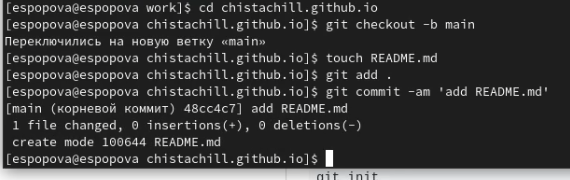 [espopova@espopova work]$ cd chistachill.github.io
[espopova@espopova chistachill.github.io]$ git checkout -b main
Переключились на новую ветку «main»
[espopova@espopova chistachill.github.io]$ touch README.md
[espopova@espopova chistachill.github.io]$ git add .
[espopova@espopova chistachill.github.io]$ git commit -am 'add README.md'
[main (корневой коммит) 48cc4c7] add README.md
 1 file changed, 0 insertions(+), 0 deletions(-)
 create mode 100644 README.md
[espopova@espopova chistachill.github.io]$
git init